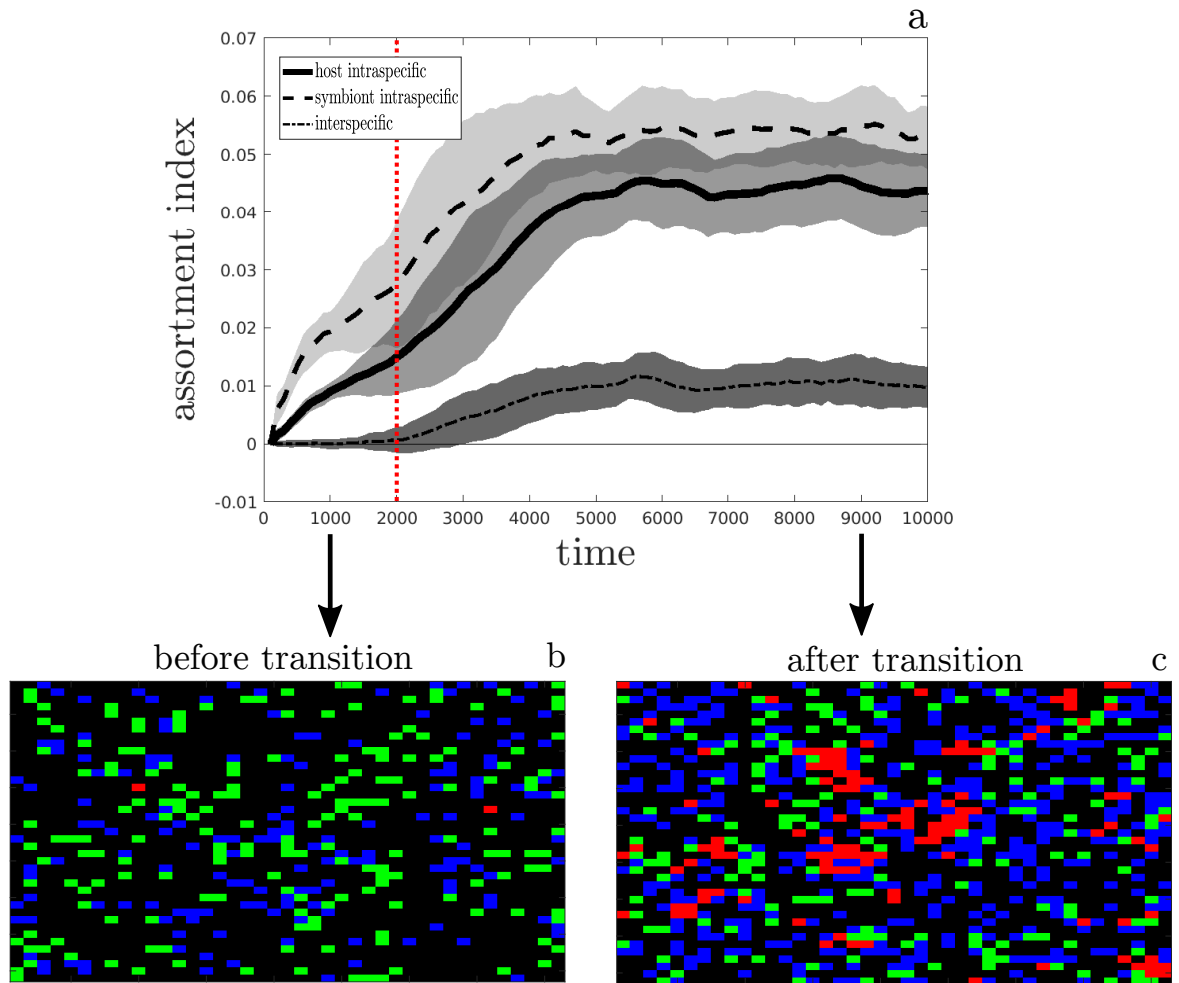 a
0.07
0.06
0.05
0.04
0.03
0.02
0.01
0
-0.01
assortment index
host intraspecific
symbiont intraspecific
interspecific
0 1000 2000 3000 4000 5000 6000 7000 8000 9000 10000
time
before transition b
after transition c